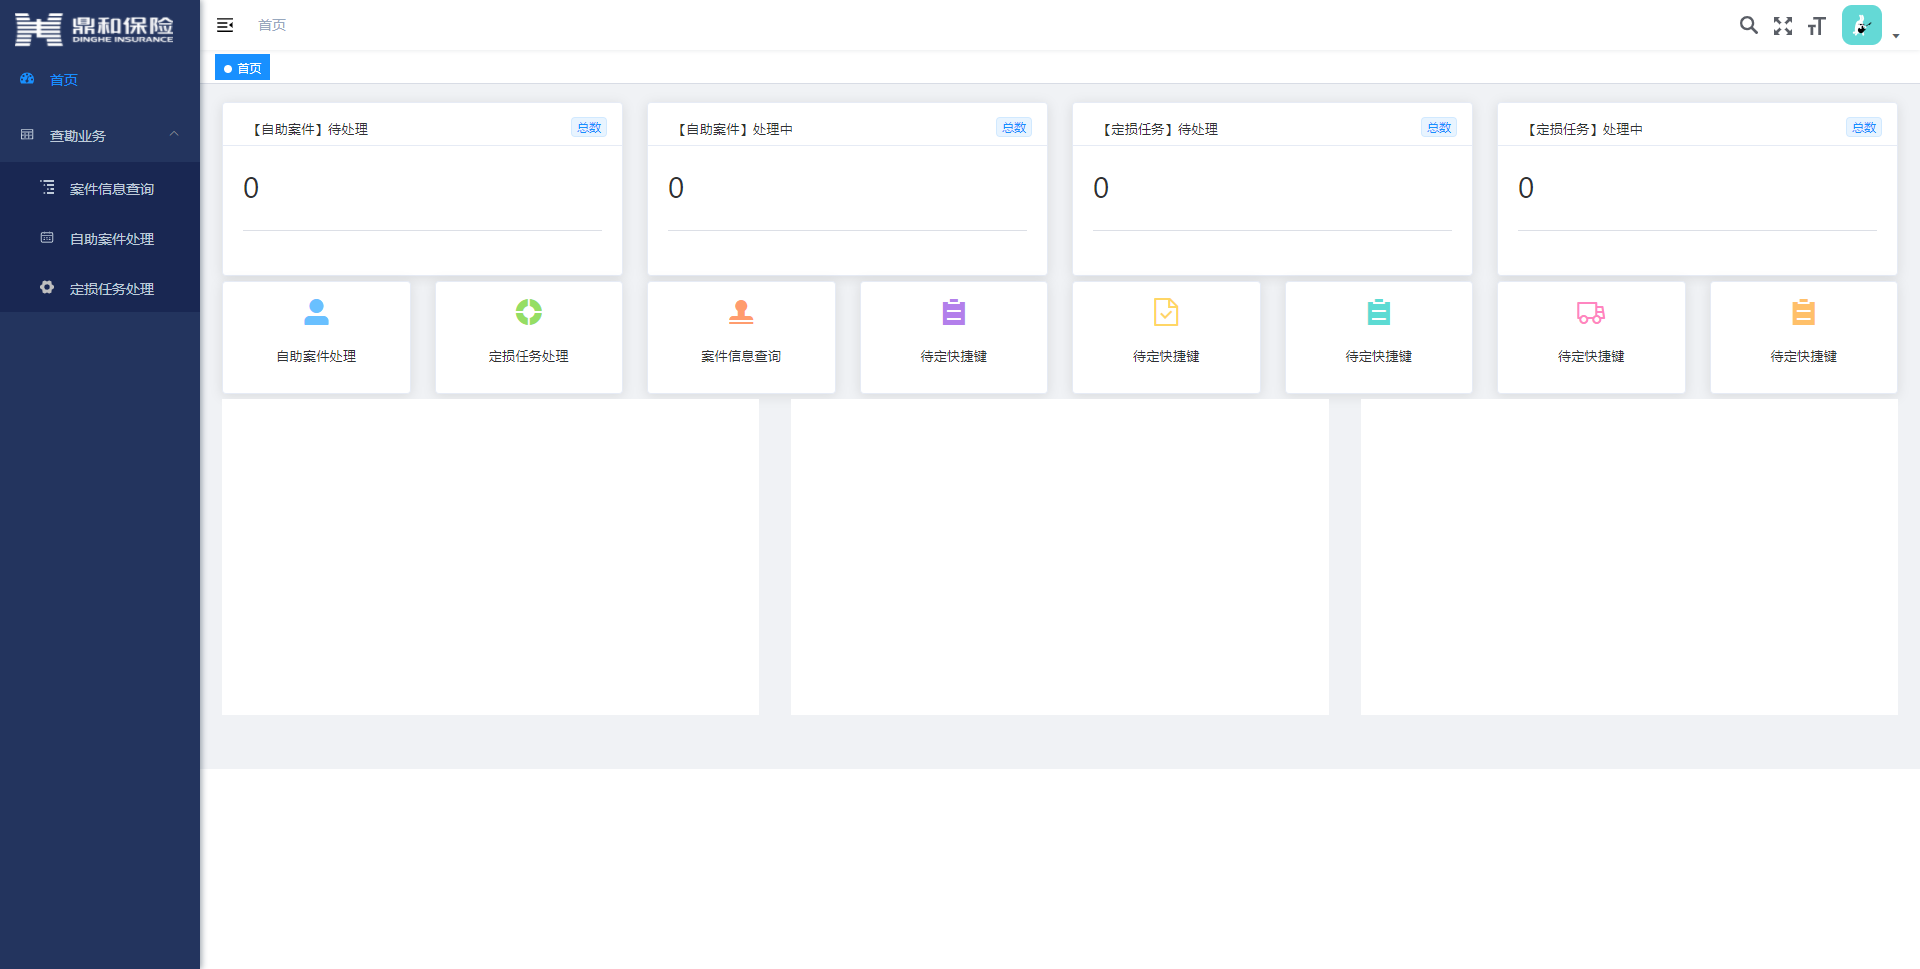 鼎和保险
DINGHE INSURANCE
首页
查勘业务
案件信息查询
自助案件处理
定损任务处理
首页
首页
【自助案件】待处理 总数
0
【自助案件】处理中 总数
0
【定损任务】待处理 总数
0
【定损任务】处理中 总数
0
自助案件处理
定损任务处理
案件信息查询
待定快捷键
待定快捷键
待定快捷键
待定快捷键
待定快捷键